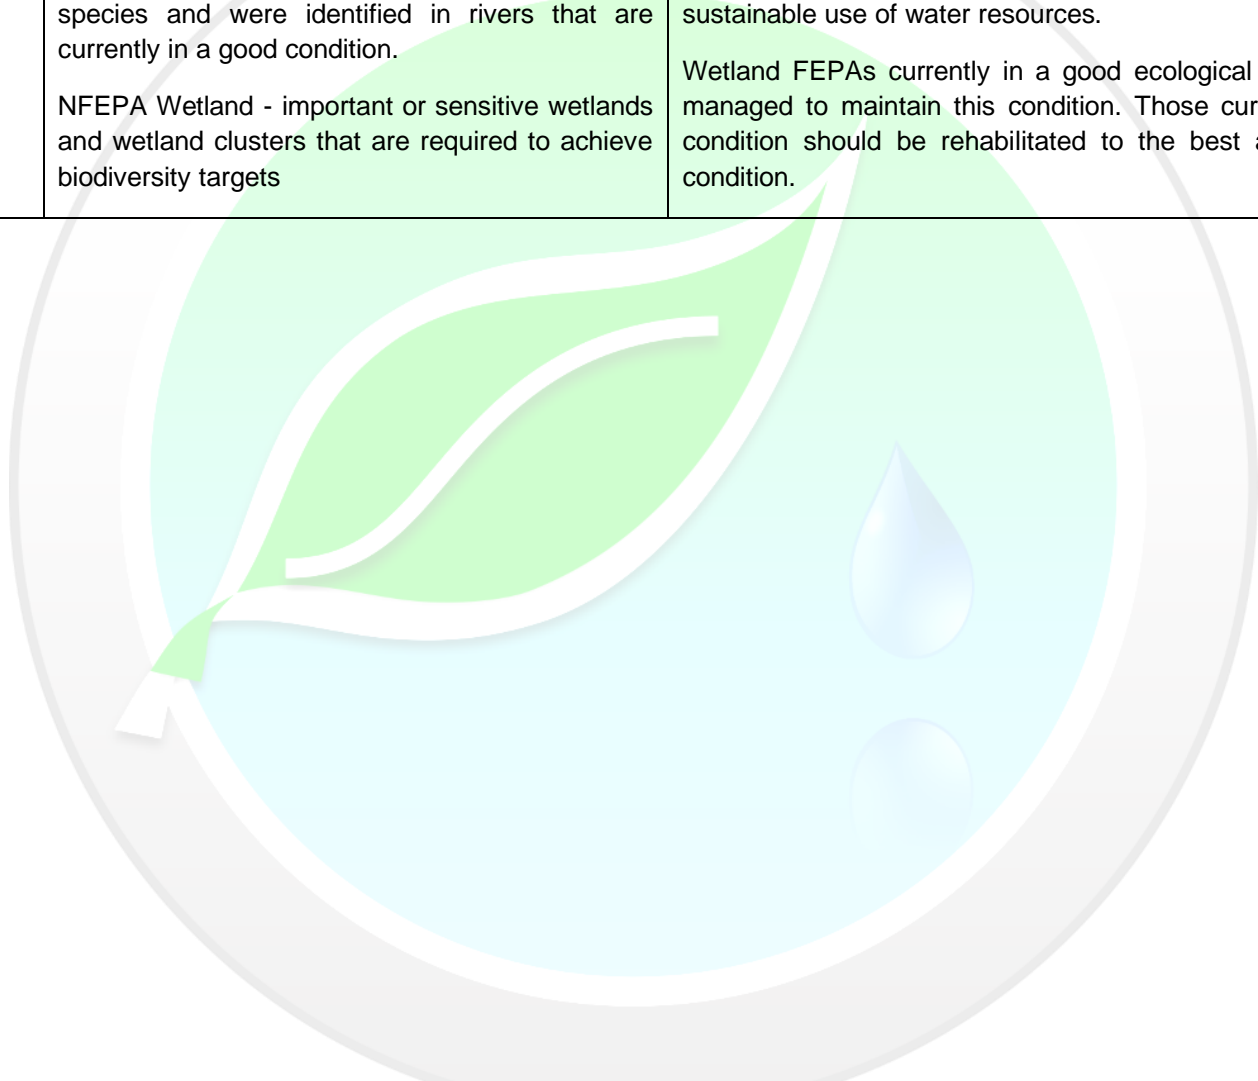 species and were identified in rivers that are
currently in a good condition.
NFEPA Wetland - important or sensitive wetlands
and wetland clusters that are required to achieve
biodiversity targets
sustainable use of water resources.
Wetland FEPAs currently in a good ecological
managed to maintain this condition. Those cur
condition should be rehabilitated to the best
condition.